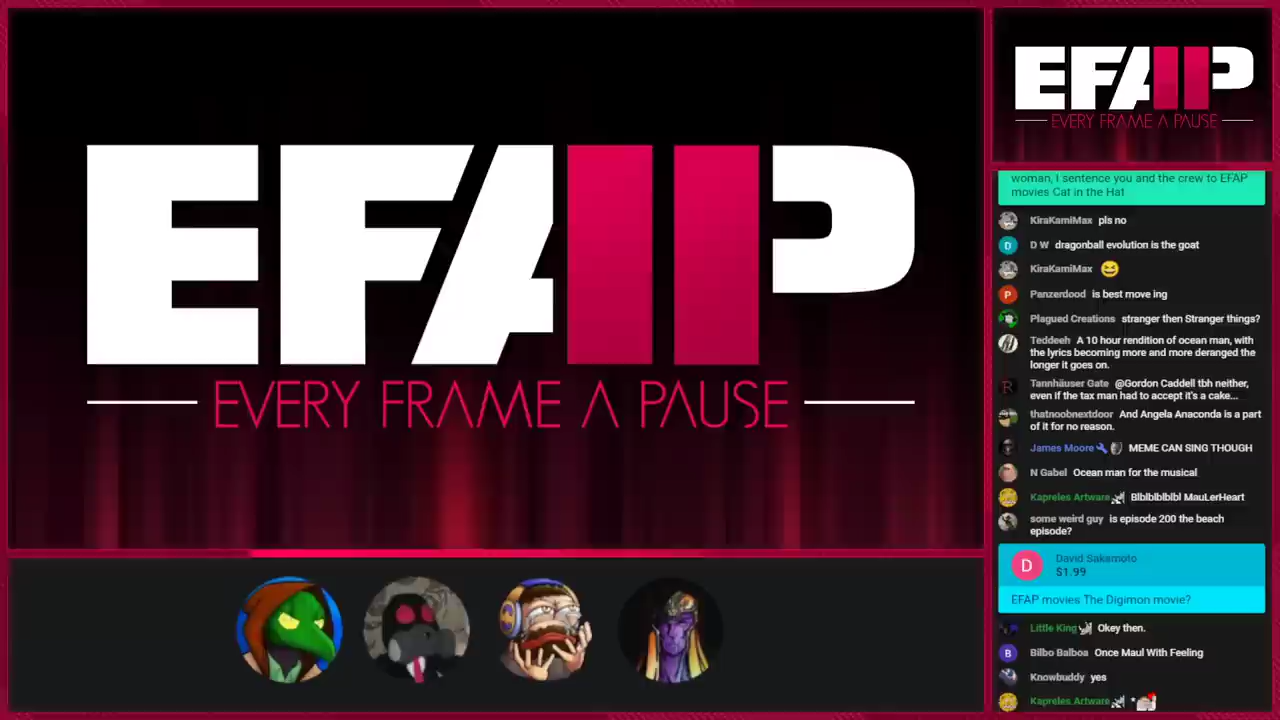 EFAP
EVERY FRAME A PAUSE
EFAP
EVERY FRAME A PAUSE
woman, I sentence you and the crew to EFAP
movies Cat in the Hat
KiraKamiMax pls no
D D W dragonball evolution is the goat
KiraKamiMax
P Panzerdood is best move ing
Plagued Creations stranger then Stranger things?
Teddeeh A 10 hour rendition of ocean man, with
the lyrics becoming more and more deranged the
longer it goes on.
R Tannhäuser Gate @Gordon Caddell tbh neither,
even if the tax man had to accept it's a cake...
thatnoobnextdoor And Angela Anaconda is a part
of it for no reason.
James Moore MEME CAN SING THOUGH
N Gabel Ocean man for the musical
Kapreles Artware Blblblblblbl MauLerHeart
some weird guy is episode 200 the beach
episode?
D David Sakamoto
$1.99
EFAP movies The Digimon movie?
Little King Okey then.
B Bilbo Balboa Once Maul With Feeling
Knowbuddy yes
Kapreles Artware